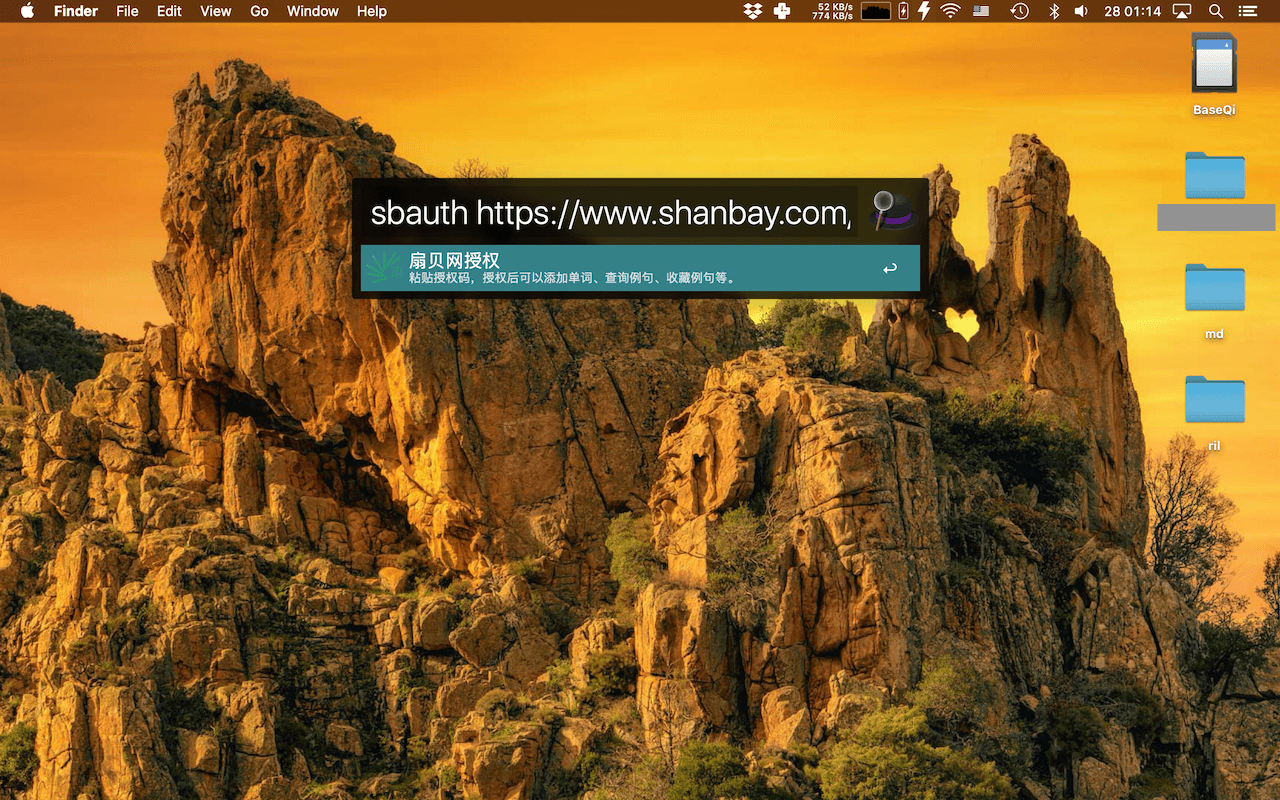 Finder File Edit View Go Window Help
52 KB/s
774 KB/s
28 01:14
BaseQi
sbauth https://www.shanbay.com/
扇贝网授权
粘贴授权码，授权后可以添加单词、查询例句、收藏例句等。
md
ril